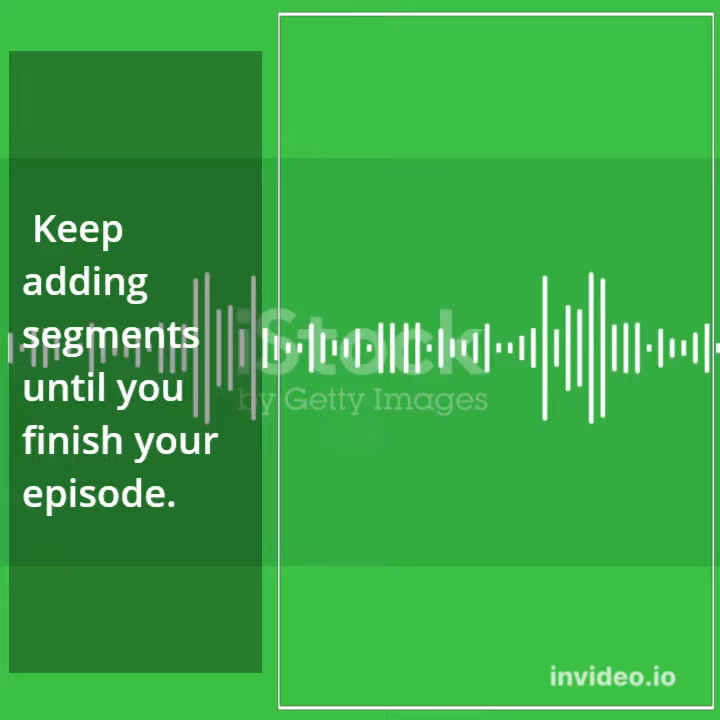 Keep
adding
segments
until you
finish your
episode.
iStock
by Getty Images
invideo.io